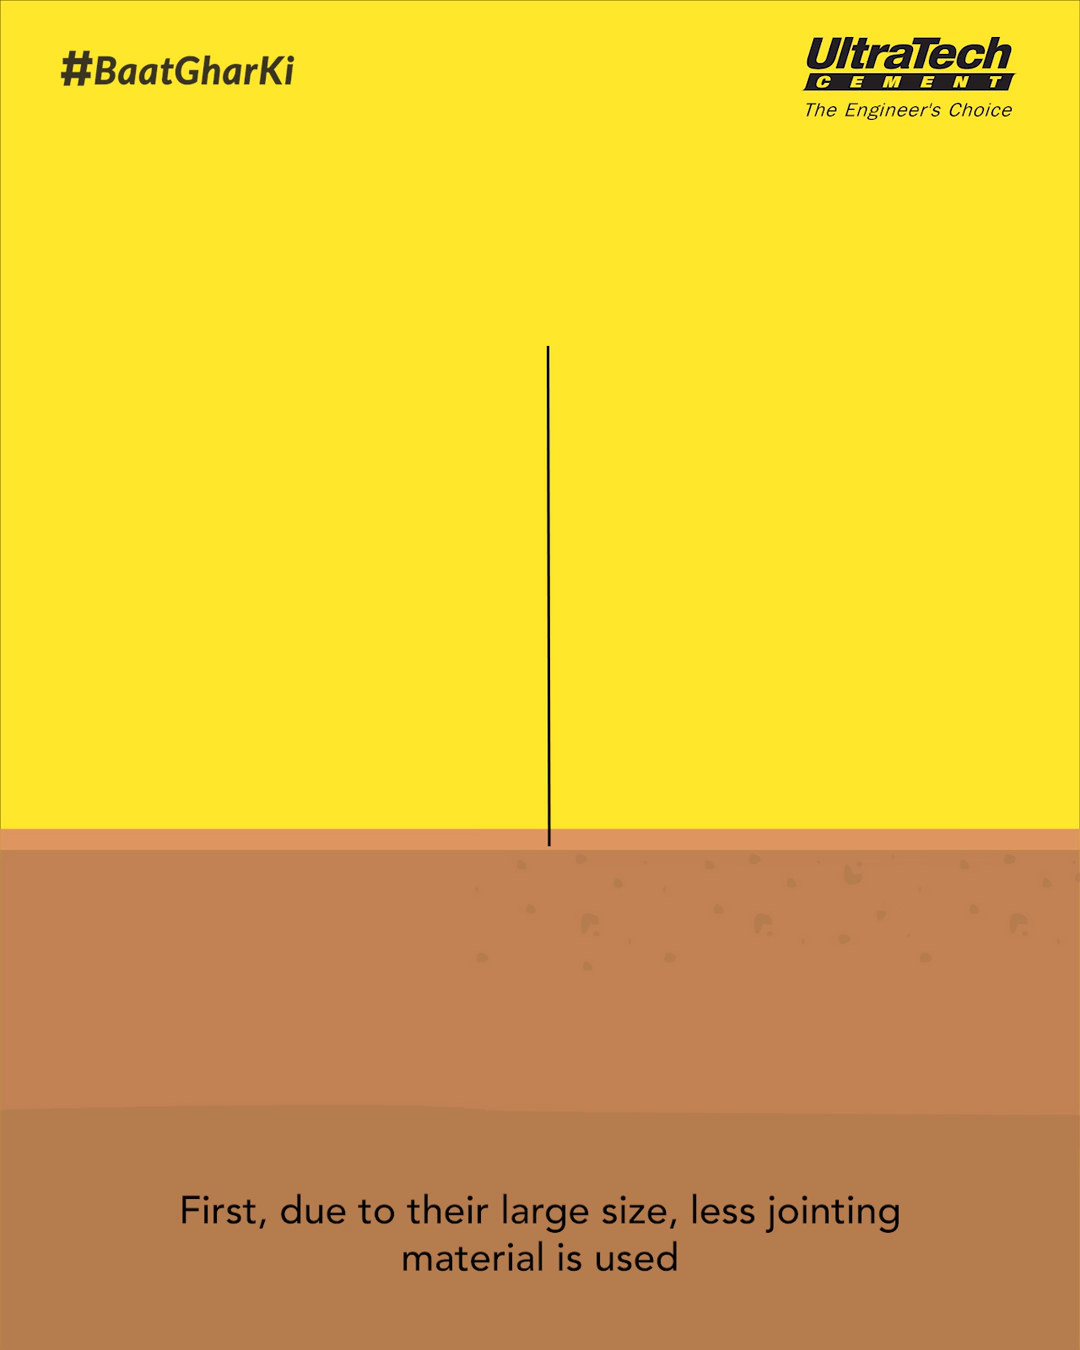 #BaatGharKi
UltraTech
CEMENT
The Engineer's Choice
First, due to their large size, less jointing
material is used